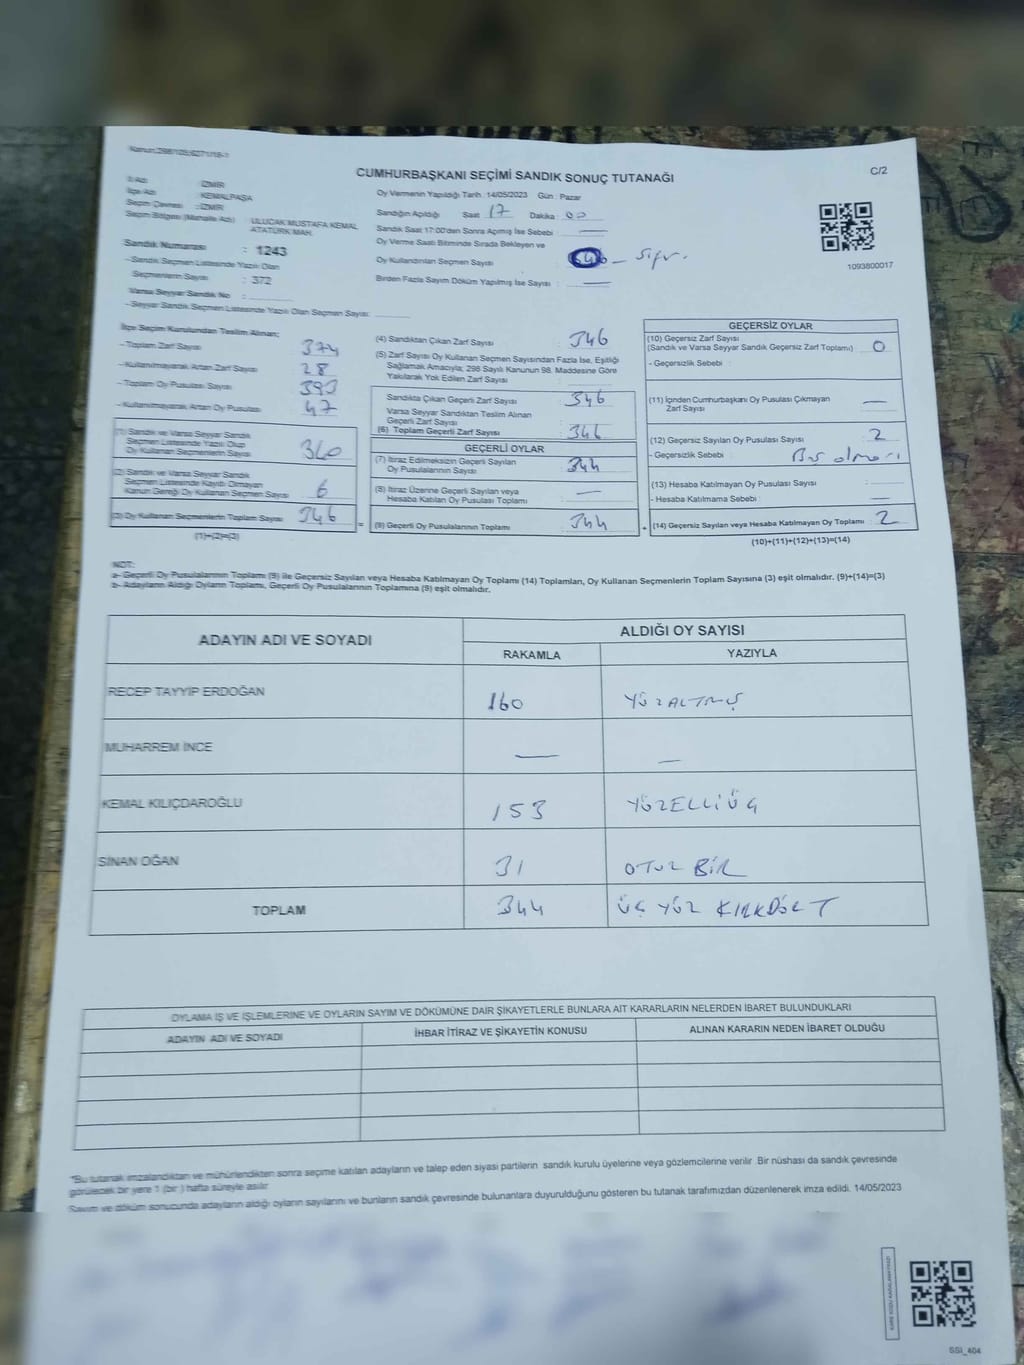 CUMHURBAŞKANI SEÇİMİ SANDIK SONUÇ TUTANAĞI
C/2
İli Adı : İZMİR
İlçe Adı : KEMALPAŞA
Seçim Çevresi : İZMİR
Seçim Bölgesi (Mahalle Adı) : ULUCAK MUSTAFA KEMAL ATATÜRK MAH.
Sandık Numarası : 1243
- Sandık Seçmen Listesinde Yazılı Olan
Seçmenlerin Sayısı : 372
Varsa Seyyar Sandık No :
- Seyyar Sandık Seçmen Listesinde Yazılı Olan Seçmen Sayısı:
Oy Vermenin Yapıldığı Tarih : 14/05/2023 Gün : Pazar
Sandığın Açıldığı Saat : 17 Dakika : 00
Sandık Saat 17:00'den Sonra Açımış İse Sebebi : —
Oy Verme Saati Bitiminde Sırada Bekleyen ve
Oy Kullandırılan Seçmen Sayısı : — Sıfır.
Birden Fazla Sayım Döküm Yapılmış İse Sayısı : —
1093800017
İlçe Seçim Kurulundan Teslim Alınan;
- Toplam Zarf Sayısı : 374
- Kullanılmayarak Artan Zarf Sayısı : 28
- Toplam Oy Pusulası Sayısı : 393
- Kullanılmayarak Artan Oy Pusulası : 47
(1) Sandık ve Varsa Seyyar Sandık
Seçmen Listesinde Yazılı Olup
Oy Kullanan Seçmenlerin Sayısı : 340
(2) Sandık ve Varsa Seyyar Sandık
Seçmen Listesinde Kayıtlı Olmayan
Kanun Gereği Oy Kullanan Seçmen Sayısı : 6
(3) Oy Kullanan Seçmenlerin Toplam Sayısı : 346
(1)+(2)=(3)
(4) Sandıktan Çıkan Zarf Sayısı : 346
(5) Zarf Sayısı Oy Kullanan Seçmen Sayısından Fazla İse, Eşitliği
Sağlamak Amacıyla; 298 Sayılı Kanunun 98. Maddesine Göre
Yakılarak Yok Edilen Zarf Sayısı :
Sandıkta Çıkan Geçerli Zarf Sayısı : 346
Varsa Seyyar Sandıktan Teslim Alınan
Geçerli Zarf Sayısı :
(6) Toplam Geçerli Zarf Sayısı : 346
GEÇERLİ OYLAR
(7) İtiraz Edilmeksizin Geçerli Sayılan
Oy Pusulalarının Sayısı : 344
(8) İtiraz Üzerine Geçerli Sayılan veya
Hesaba Katılan Oy Pusulası Toplamı : —
(9) Geçerli Oy Pusulalarının Toplamı : 344
GEÇERSİZ OYLAR
(10) Geçersiz Zarf Sayısı
(Sandık ve Varsa Seyyar Sandık Geçersiz Zarf Toplamı) : 0
- Geçersizlik Sebebi :
(11) İçinden Cumhurbaşkanı Oy Pusulası Çıkmayan
Zarf Sayısı : —
(12) Geçersiz Sayılan Oy Pusulası Sayısı : 2
- Geçersizlik Sebebi : Boş olması
(13) Hesaba Katılmayan Oy Pusulası Sayısı :
- Hesaba Katılmama Sebebi : —
(14) Geçersiz Sayılan veya Hesaba Katılmayan Oy Toplamı : 2
(10)+(11)+(12)+(13)=(14)
NOT:
a- Geçerli Oy Pusulalarının Toplamı (9) ile Geçersiz Sayılan veya Hesaba Katılmayan Oy Toplamı (14) Toplamları, Oy Kullanan Seçmenlerin Toplam Sayısına (3) eşit olmalıdır. (9)+(14)=(3)
b- Adayların Aldığı Oyların Toplamı, Geçerli Oy Pusulalarının Toplamına (9) eşit olmalıdır.
ADAYIN ADI VE SOYADI ALDIĞI OY SAYISI
RAKAMLA YAZIYLA
RECEP TAYYİP ERDOĞAN 160 YÜZALTMIŞ
MUHARREM İNCE — —
KEMAL KILIÇDAROĞLU 153 YÜZELLİÜÇ
SİNAN OĞAN 31 OTUZ BİR
TOPLAM 344 ÜÇ YÜZ KIRKDÖRT
OYLAMA İŞ VE İŞLEMLERİNE VE OYLARIN SAYIM VE DÖKÜMÜNE DAİR ŞİKAYETLERLE BUNLARA AİT KARARLARIN NELERDEN İBARET BULUNDUKLARI
ADAYIN ADI VE SOYADI İHBAR İTİRAZ VE ŞİKAYETİN KONUSU ALINAN KARARIN NEDEN İBARET OLDUĞU
*Bu tutanak imzalandıktan ve mühürlendikten sonra seçime katılan adayların ve talep eden siyasi partilerin sandık kurulu üyelerine veya gözlemcilerine verilir. Bir nüshası da sandık çevresinde
görülecek bir yere 1 (bir ) hafta süreyle asılır.
Sayım ve döküm sonucunda adayların aldığı oyların sayılarını ve bunların sandık çevresinde bulunanlara duyurulduğunu gösteren bu tutanak tarafımızdan düzenlenerek imza edildi. 14/05/2023
SSI_404